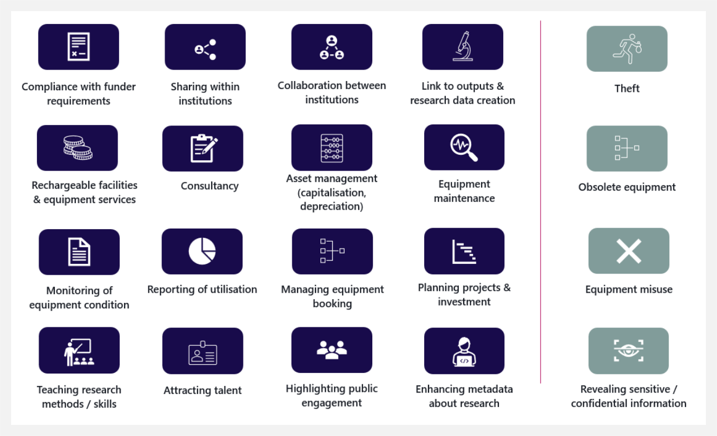 Compliance with funder
requirements
Sharing within
institutions
Collaboration between
institutions
Link to outputs &
research data creation
Theft
Rechargeable facilities
& equipment services
Consultancy
Asset management
(capitalisation,
depreciation)
Equipment
maintenance
Obsolete equipment
Monitoring of
equipment condition
Reporting of utilisation
Managing equipment
booking
Planning projects &
investment
Equipment misuse
Teaching research
methods / skills
Attracting talent
Highlighting public
engagement
Enhancing metadata
about research
Revealing sensitive /
confidential information